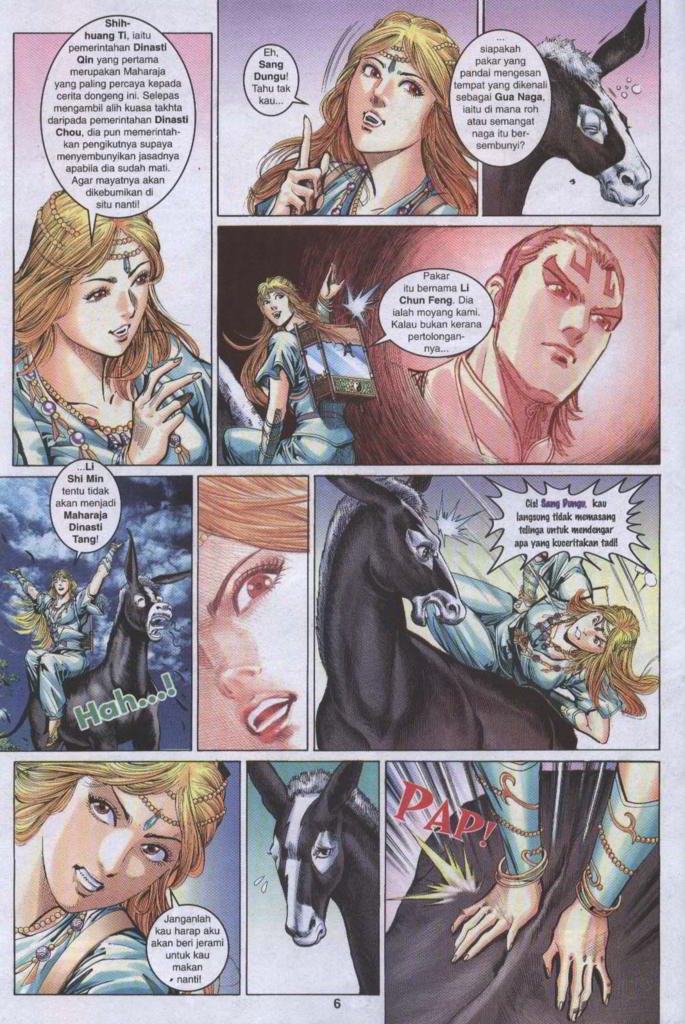 Shih-
huang Ti, iaitu
pemerintahan Dinasti
Qin yang pertama
merupakan Maharaja
yang paling percaya kepada
cerita dongeng ini. Selepas
mengambil alih kuasa takhta
daripada pemerintahan Dinasti
Chou, dia pun memerintah-
kan pengikutnya supaya
menyembunyikan jasadnya
apabila dia sudah mati.
Agar mayatnya akan
dikebumikan di
situ nanti!
Eh,
Sang
Dungu!
Tahu tak
kau...
...
siapakah
pakar yang
pandai mengesan
tempat yang dikenali
sebagai Gua Naga,
iaitu di mana roh
atau semangat
naga itu ber-
sembunyi?
Pakar
itu bernama Li
Chun Feng. Dia
ialah moyang kami.
Kalau bukan kerana
pertolongan-
nya...
...Li
Shi Min
tentu tidak
akan menjadi
Maharaja
Dinasti
Tang!
Hah...!
Cis! Sang Dungu, kau
langsung tidak memasang
telinga untuk mendengar
apa yang kuceritakan tadi!
Janganlah
kau harap aku
akan beri jerami
untuk kau
makan
nanti!
PAP!
6